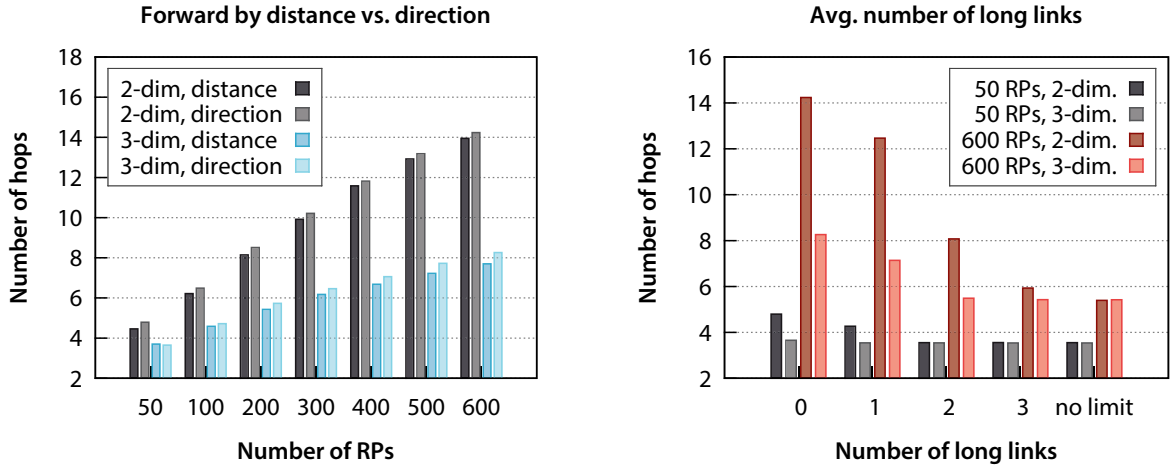 Forward by distance vs. direction
18
16
14
12
10
8
6
4
2
Number of hops
2-dim, distance
2-dim, direction
3-dim, distance
3-dim, direction
50 100 200 300 400 500 600
Number of RPs
Avg. number of long links
16
14
12
10
8
6
4
2
Number of hops
50 RPs, 2-dim.
50 RPs, 3-dim.
600 RPs, 2-dim.
600 RPs, 3-dim.
0 1 2 3 no limit
Number of long links